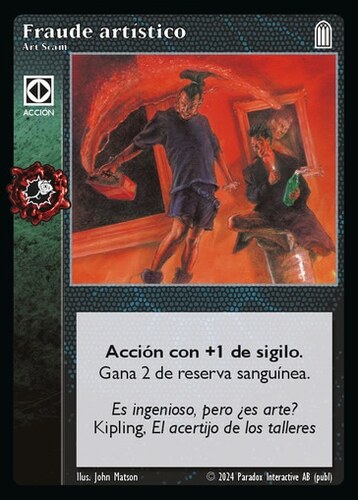 Fraude artístico
Art Scam
ACCIÓN
Acción con +1 de sigilo.
Gana 2 de reserva sanguínea.
Es ingenioso, pero ¿es arte?
Kipling, El acertijo de los talleres
Ilus. John Matson
© 2024 Paradox Interactive AB (publ)